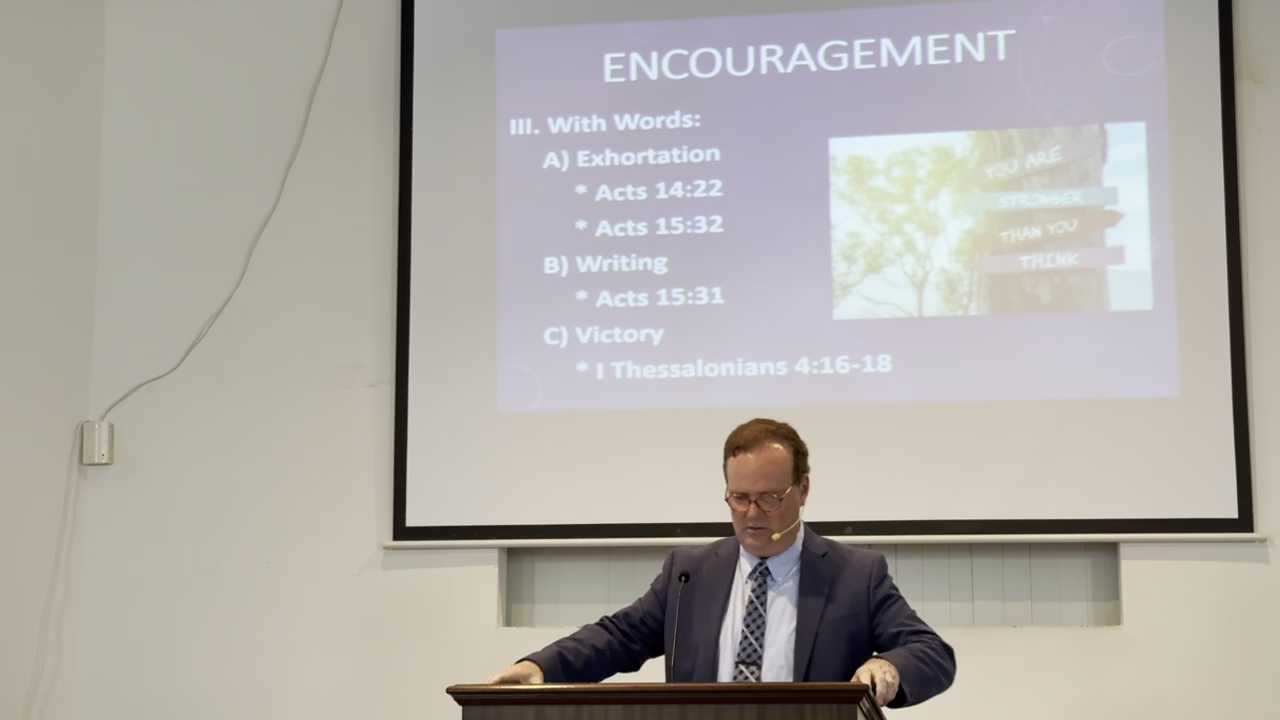 ENCOURAGEMENT
III. With Words:
A) Exhortation
* Acts 14:22
* Acts 15:32
B) Writing
* Acts 15:31
C) Victory
* I Thessalonians 4:16-18
YOU ARE
STRONGER
THAN YOU
THINK